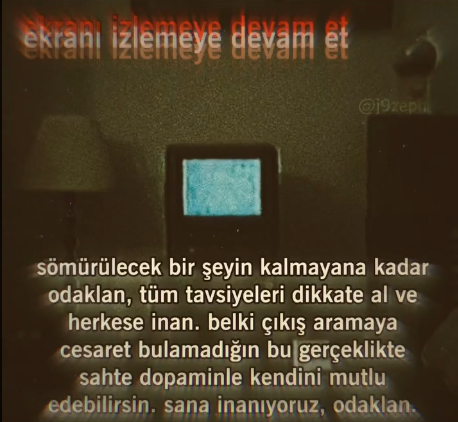 ekranı izlemeye devam et
sömürülecek bir şeyin kalmayana kadar
odaklan, tüm tavsiyeleri dikkate al ve
herkese inan. belki çıkış aramaya
cesaret bulamadığın bu gerçeklikte
sahte dopaminle kendini mutlu
edebilirsin. sana inanıyoruz, odaklan.